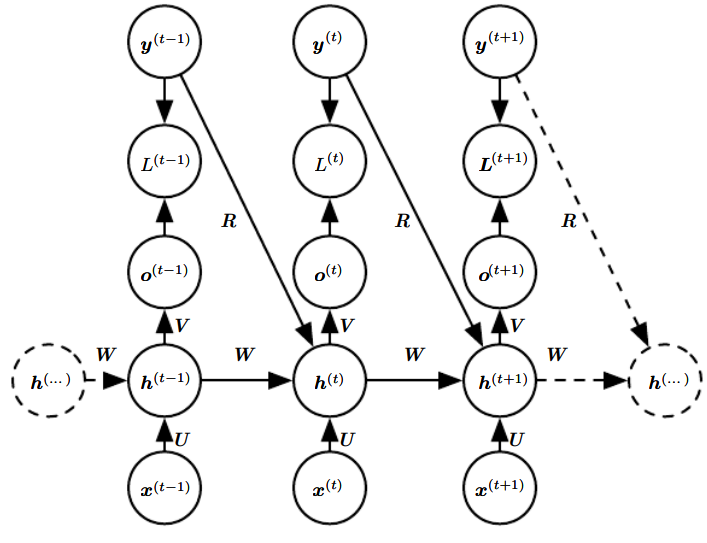 y^(t−1) y^(t) y^(t+1)
L^(t−1) L^(t) L^(t+1)
R R R
o^(t−1) o^(t) o^(t+1)
V V V
W W W W
h^(...) h^(t−1) h^(t) h^(t+1) h^(...)
U U U
x^(t−1) x^(t) x^(t+1)